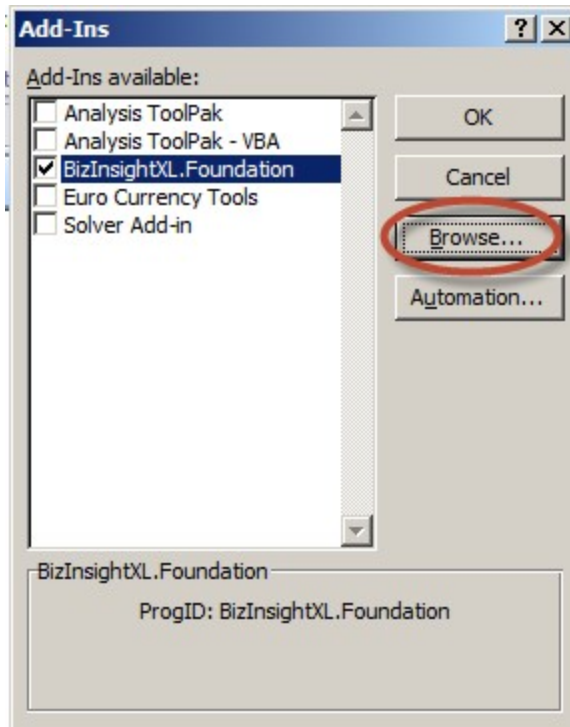 Add-Ins
Add-Ins available:
Analysis ToolPak
Analysis ToolPak - VBA
BizInsightXL.Foundation
Euro Currency Tools
Solver Add-in
OK
Cancel
Browse...
Automation...
BizInsightXL.Foundation
ProgID: BizInsightXL.Foundation